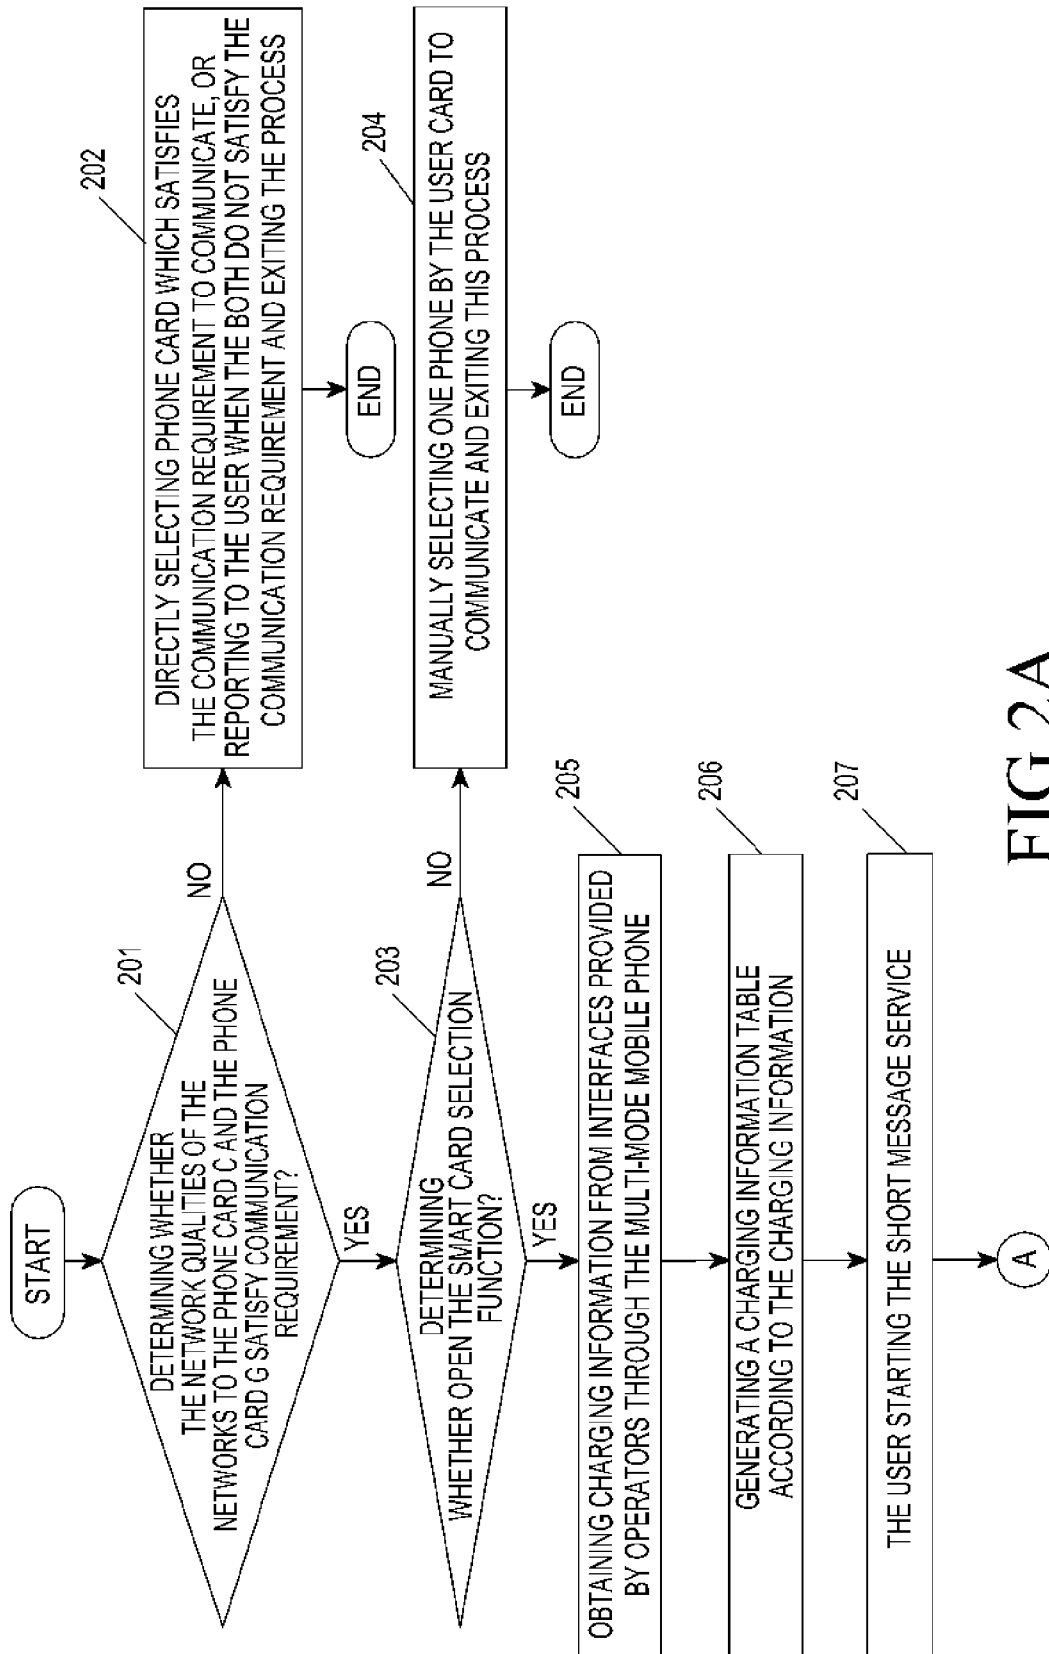 START
DETERMINING WHETHER
THE NETWORK QUALITIES OF THE
NETWORKS TO THE PHONE CARD C AND THE PHONE
CARD G SATISFY COMMUNICATION
REQUIREMENT?
201
NO
DIRECTLY SELECTING PHONE CARD WHICH SATISFIES
THE COMMUNICATION REQUIREMENT TO COMMUNICATE, OR
REPORTING TO THE USER WHEN THE BOTH DO NOT SATISFY THE
COMMUNICATION REQUIREMENT AND EXITING THE PROCESS
202
END
YES
DETERMINING
WHETHER OPEN THE SMART CARD SELECTION
FUNCTION?
203
NO
MANUALLY SELECTING ONE PHONE BY THE USER CARD TO
COMMUNICATE AND EXITING THIS PROCESS
204
END
YES
OBTAINING CHARGING INFORMATION FROM INTERFACES PROVIDED
BY OPERATORS THROUGH THE MULTI-MODE MOBILE PHONE
205
GENERATING A CHARGING INFORMATION TABLE
ACCORDING TO THE CHARGING INFORMATION
206
THE USER STARTING THE SHORT MESSAGE SERVICE
207
A
FIG.2A